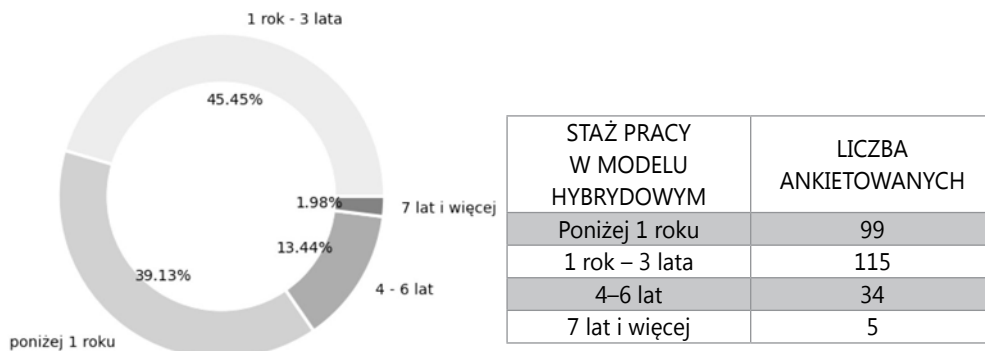 1 rok - 3 lata
45.45%
1.98%
7 lat i więcej
13.44%
39.13%
4 - 6 lat
poniżej 1 roku
STAŻ PRACY
W MODELU
HYBRYDOWYM
LICZBA
ANKIETOWANYCH
Poniżej 1 roku 99
1 rok – 3 lata 115
4–6 lat 34
7 lat i więcej 5